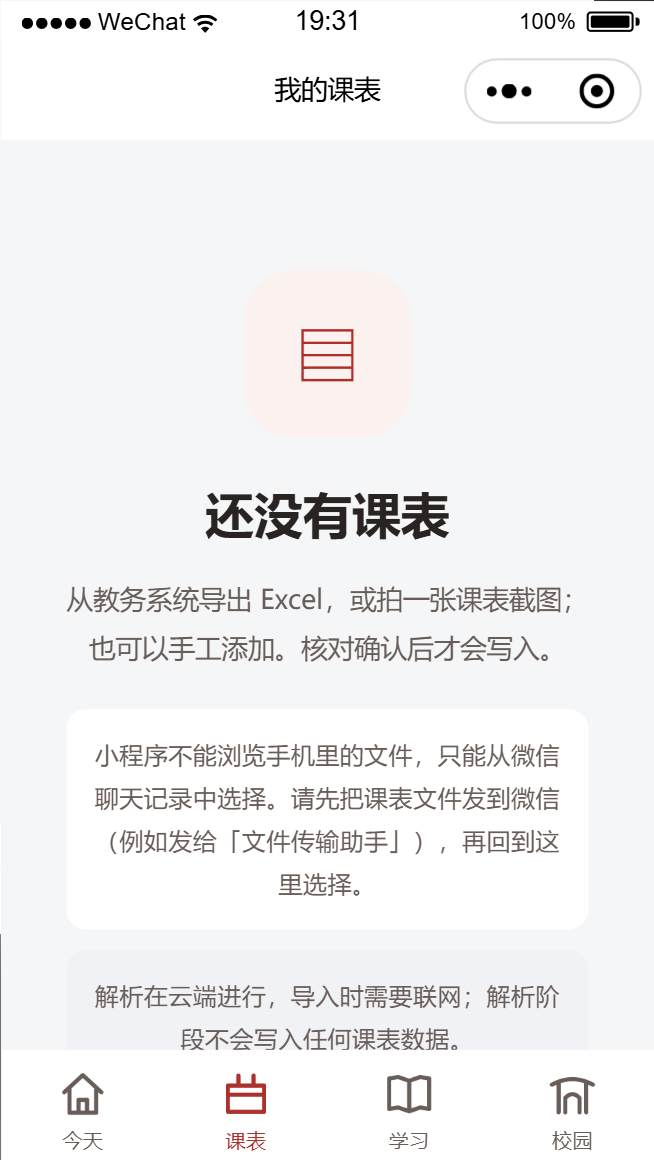 WeChat
19:31
100%
我的课表
还没有课表
从教务系统导出 Excel，或拍一张课表截图；
也可以手工添加。核对确认后才会写入。
小程序不能浏览手机里的文件，只能从微信
聊天记录中选择。请先把课表文件发到微信
（例如发给「文件传输助手」），再回到这
里选择。
解析在云端进行，导入时需要联网；解析阶
段不会写入任何课表数据。
今天
课表
学习
校园